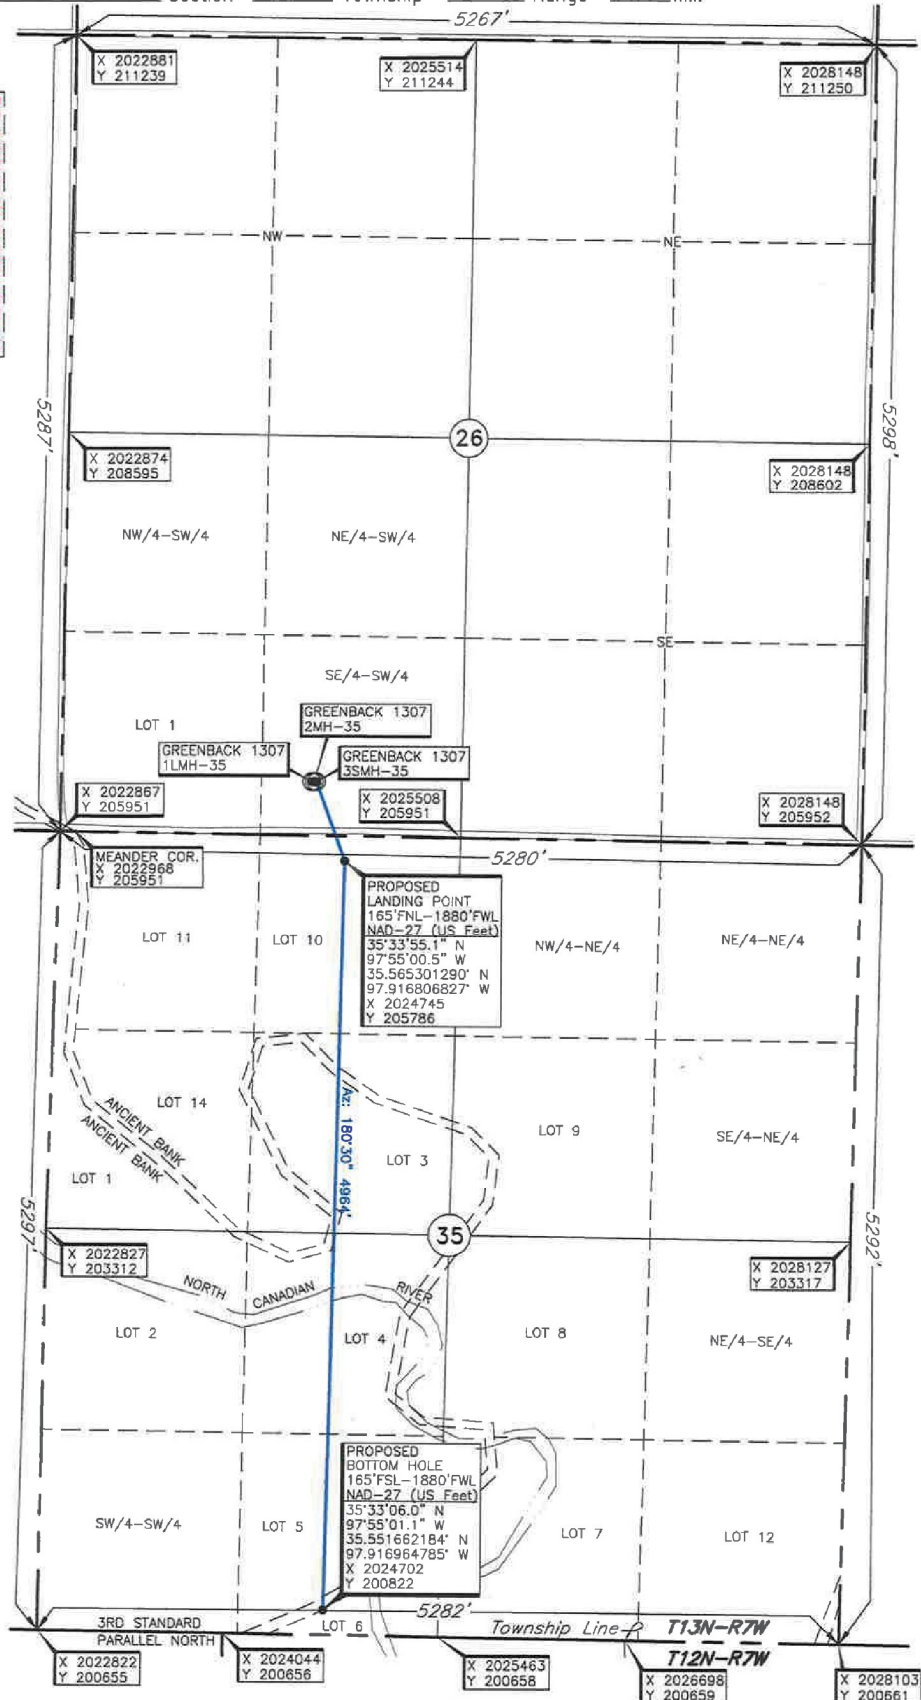 5267'
X 2022881
Y 211239
X 2025514
Y 211244
X 2028148
Y 211250
NW
NE
5287'
5298'
26
X 2022874
Y 208595
X 2028148
Y 208602
NW/4-SW/4
NE/4-SW/4
SE
SE/4-SW/4
LOT 1
GREENBACK 1307
2MH-35
GREENBACK 1307
1LMH-35
GREENBACK 1307
3SMH-35
X 2022867
Y 205951
X 2025508
Y 205951
X 2028148
Y 205952
MEANDER COR.
X 2022968
Y 205951
5280'
PROPOSED
LANDING POINT
165'FNL-1880'FWL
NAD-27 (US Feet)
35°33'55.1" N
97°55'00.5" W
35.565301290° N
97.916806827° W
X 2024745
Y 205786
LOT 11
LOT 10
NW/4-NE/4
NE/4-NE/4
LOT 14
ANCIENT BANK
ANCIENT BANK
Az: 180°30" 4964'
LOT 3
LOT 9
SE/4-NE/4
LOT 1
5297'
35
5292'
X 2022827
Y 203312
X 2028127
Y 203317
NORTH CANADIAN RIVER
LOT 2
LOT 4
LOT 8
NE/4-SE/4
PROPOSED
BOTTOM HOLE
165'FSL-1880'FWL
NAD-27 (US Feet)
35°33'06.0" N
97°55'01.1" W
35.551662184° N
97.916964785° W
X 2024702
Y 200822
SW/4-SW/4
LOT 5
LOT 7
LOT 12
3RD STANDARD
PARALLEL NORTH
LOT 6
5282'
Township Line
T13N-R7W
T12N-R7W
X 2022822
Y 200655
X 2024044
Y 200656
X 2025463
Y 200658
X 2026698
Y 200659
X 2028103
Y 200661